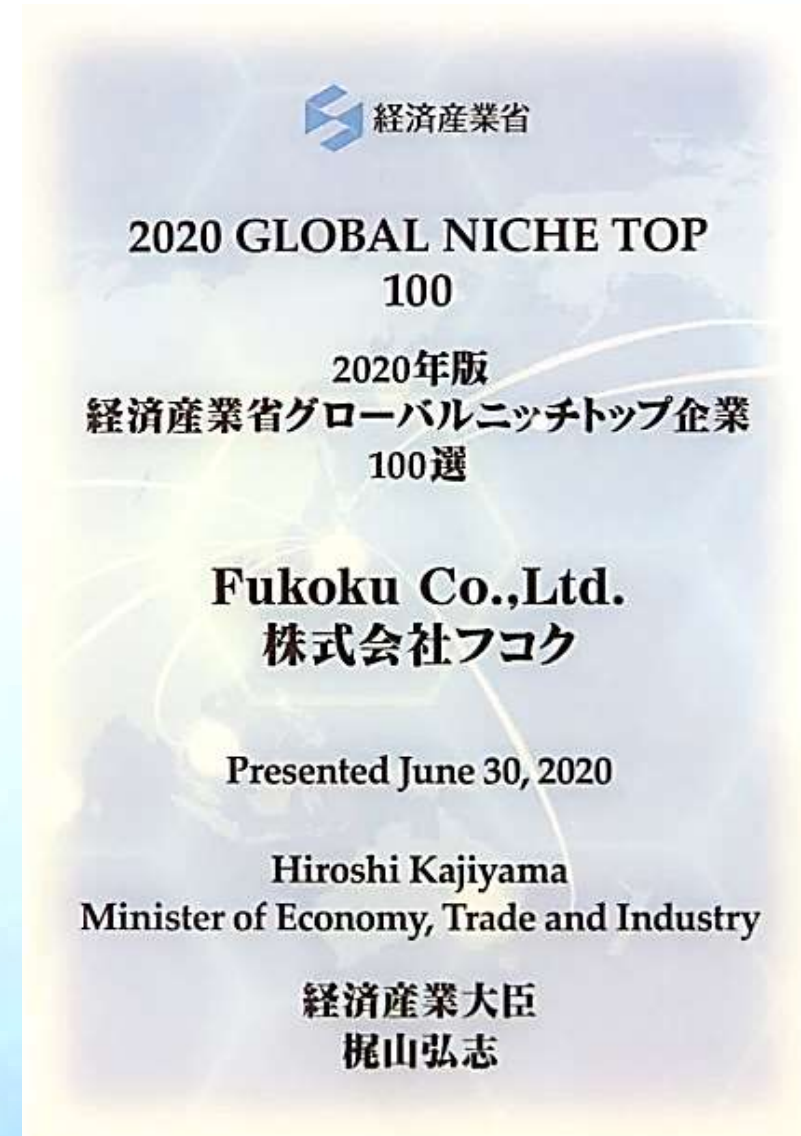 経済産業省
2020 GLOBAL NICHE TOP
100
2020年版
経済産業省グローバルニッチトップ企業
100選
Fukoku Co.,Ltd.
株式会社フコク
Presented June 30, 2020
Hiroshi Kajiyama
Minister of Economy, Trade and Industry
経済産業大臣
梶山弘志